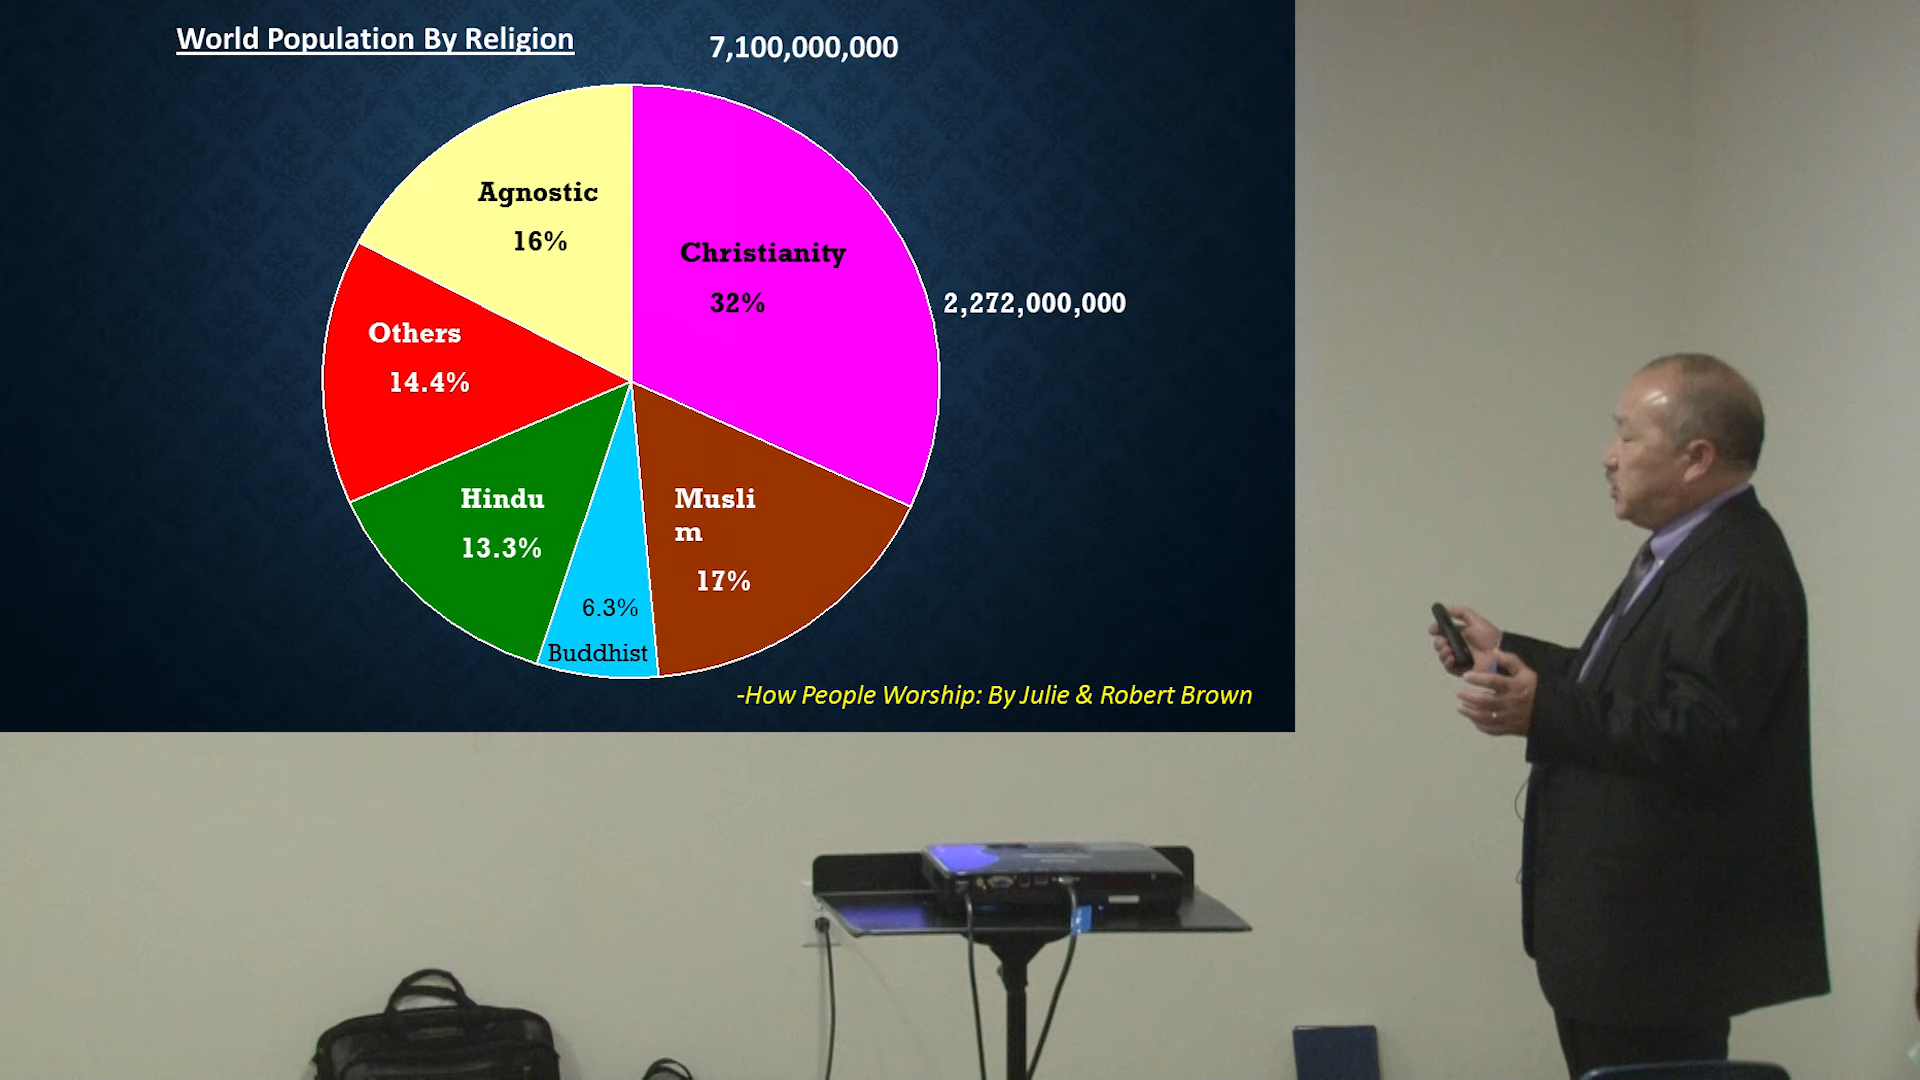 World Population By Religion
7,100,000,000
Agnostic
16%
Christianity
32%
2,272,000,000
Others
14.4%
Hindu
13.3%
Musli
m
17%
6.3%
Buddhist
-How People Worship: By Julie & Robert Brown